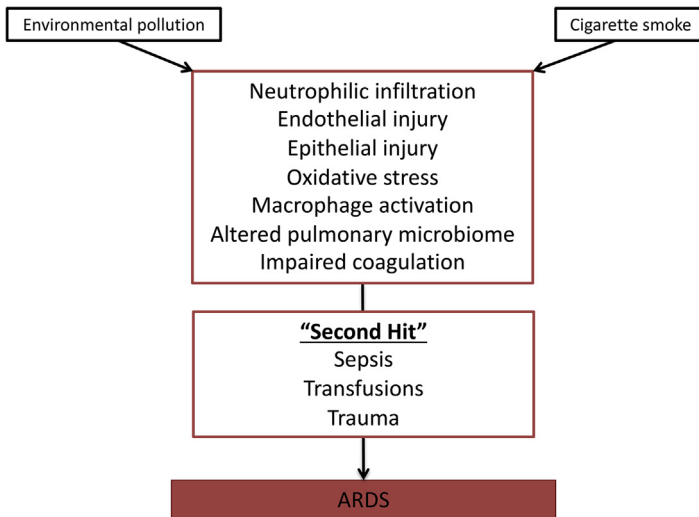 Environmental pollution
Cigarette smoke
Neutrophilic infiltration
Endothelial injury
Epithelial injury
Oxidative stress
Macrophage activation
Altered pulmonary microbiome
Impaired coagulation
“Second Hit”
Sepsis
Transfusions
Trauma
ARDS